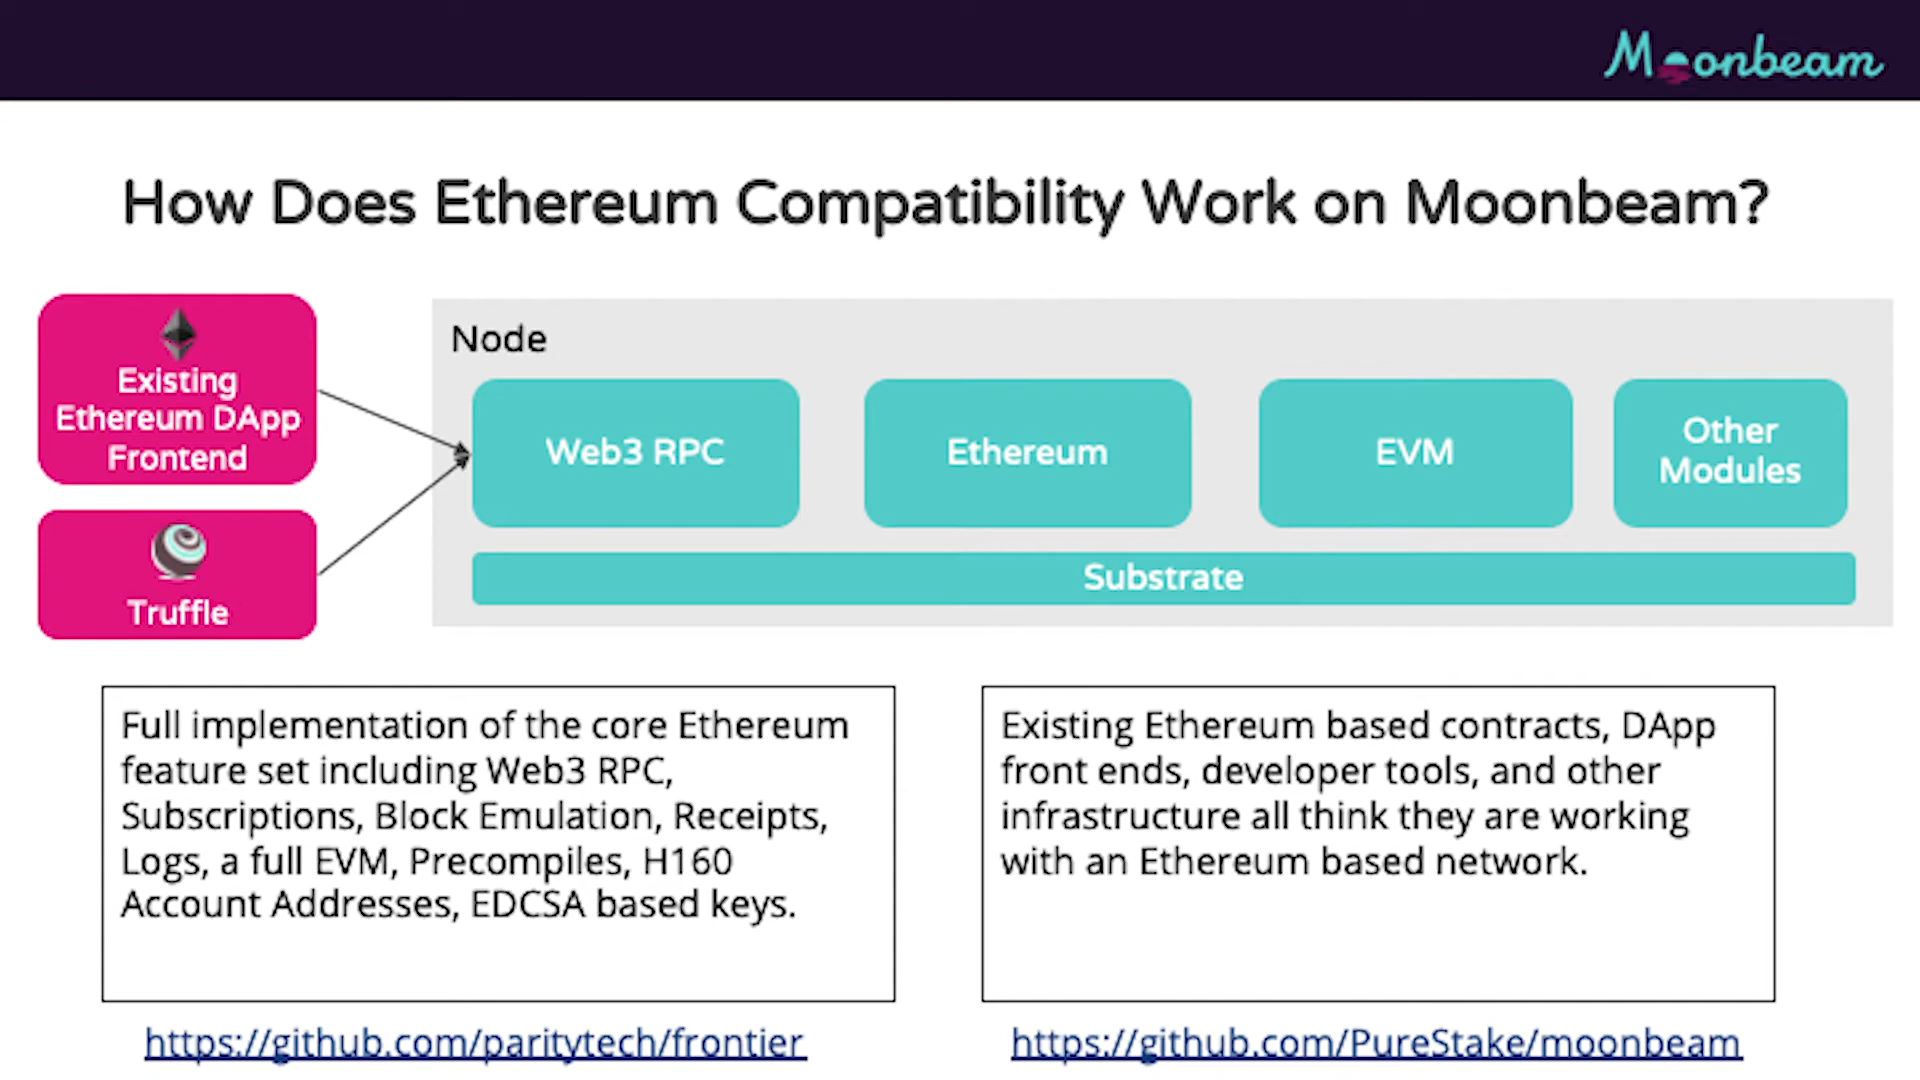 Moonbeam
How Does Ethereum Compatibility Work on Moonbeam?
Existing
Ethereum DApp
Frontend
Truffle
Node
Web3 RPC
Ethereum
EVM
Other
Modules
Substrate
Full implementation of the core Ethereum
feature set including Web3 RPC,
Subscriptions, Block Emulation, Receipts,
Logs, a full EVM, Precompiles, H160
Account Addresses, EDCSA based keys.
Existing Ethereum based contracts, DApp
front ends, developer tools, and other
infrastructure all think they are working
with an Ethereum based network.
https://github.com/paritytech/frontier
https://github.com/PureStake/moonbeam